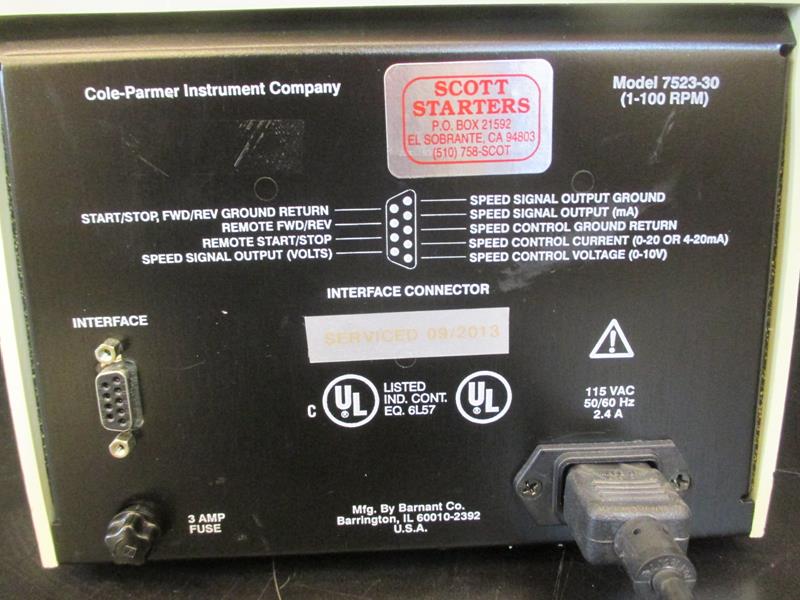 Cole-Parmer Instrument Company
SCOTT
STARTERS
P.O. BOX 21592
EL SOBRANTE, CA 94803
(510) 758-SCOT
Model 7523-30
(1-100 RPM)
START/STOP, FWD/REV GROUND RETURN
REMOTE FWD/REV
REMOTE START/STOP
SPEED SIGNAL OUTPUT (VOLTS)
SPEED SIGNAL OUTPUT GROUND
SPEED SIGNAL OUTPUT (mA)
SPEED CONTROL GROUND RETURN
SPEED CONTROL CURRENT (0-20 OR 4-20mA)
SPEED CONTROL VOLTAGE (0-10V)
INTERFACE CONNECTOR
INTERFACE
SERVICED 09/2013
C UL ®
LISTED
IND. CONT.
EQ. 6L57
UL ®
115 VAC
50/60 Hz
2.4 A
3 AMP
FUSE
Mfg. By Barnant Co.
Barrington, IL 60010-2392
U.S.A.